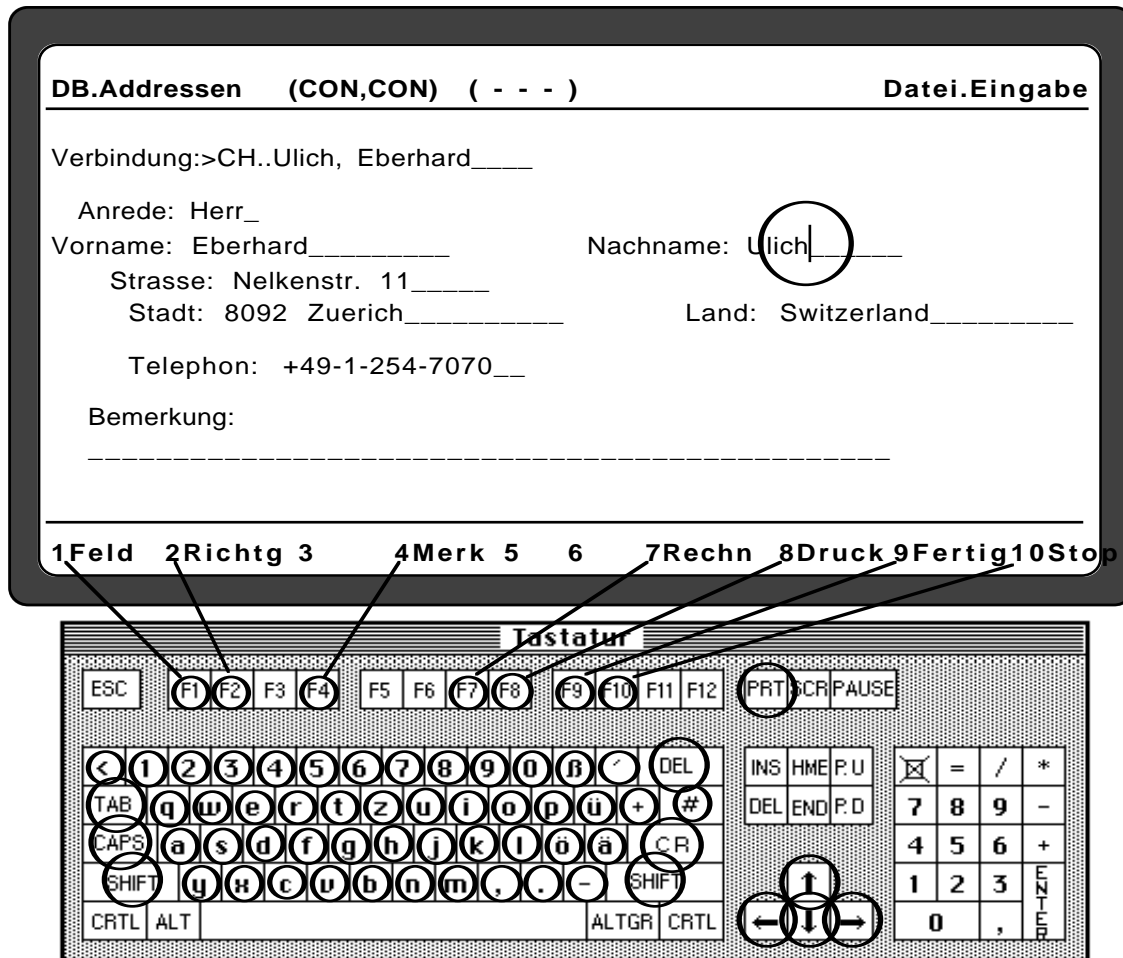 DB.Addressen (CON,CON) ( - - - ) Datei.Eingabe
Verbindung:>CH..Ulich, Eberhard____
Anrede: Herr_
Vorname: Eberhard_________ Nachname: Ulich______
Strasse: Nelkenstr. 11_____
Stadt: 8092 Zuerich__________ Land: Switzerland_________
Telephon: +49-1-254-7070__
Bemerkung:
_______________________________________________
1Feld 2Richtg 3 4Merk 5 6 7Rechn 8Druck 9Fertig 10Stop
Tastatur
ESC F1 F2 F3 F4 F5 F6 F7 F8 F9 F10 F11 F12 PRT SCR PAUSE
< 1 2 3 4 5 6 7 8 9 0 ß ´ DEL INS HME P.U = / *
TAB q w e r t z u i o p ü + # DEL END P.D 7 8 9 -
CAPS a s d f g h j k l ö ä CR 4 5 6 +
SHIFT y x c v b n m , . - SHIFT ↑ 1 2 3 ENTER
CRTL ALT ALTGR CRTL ← ↓ → 0 ,